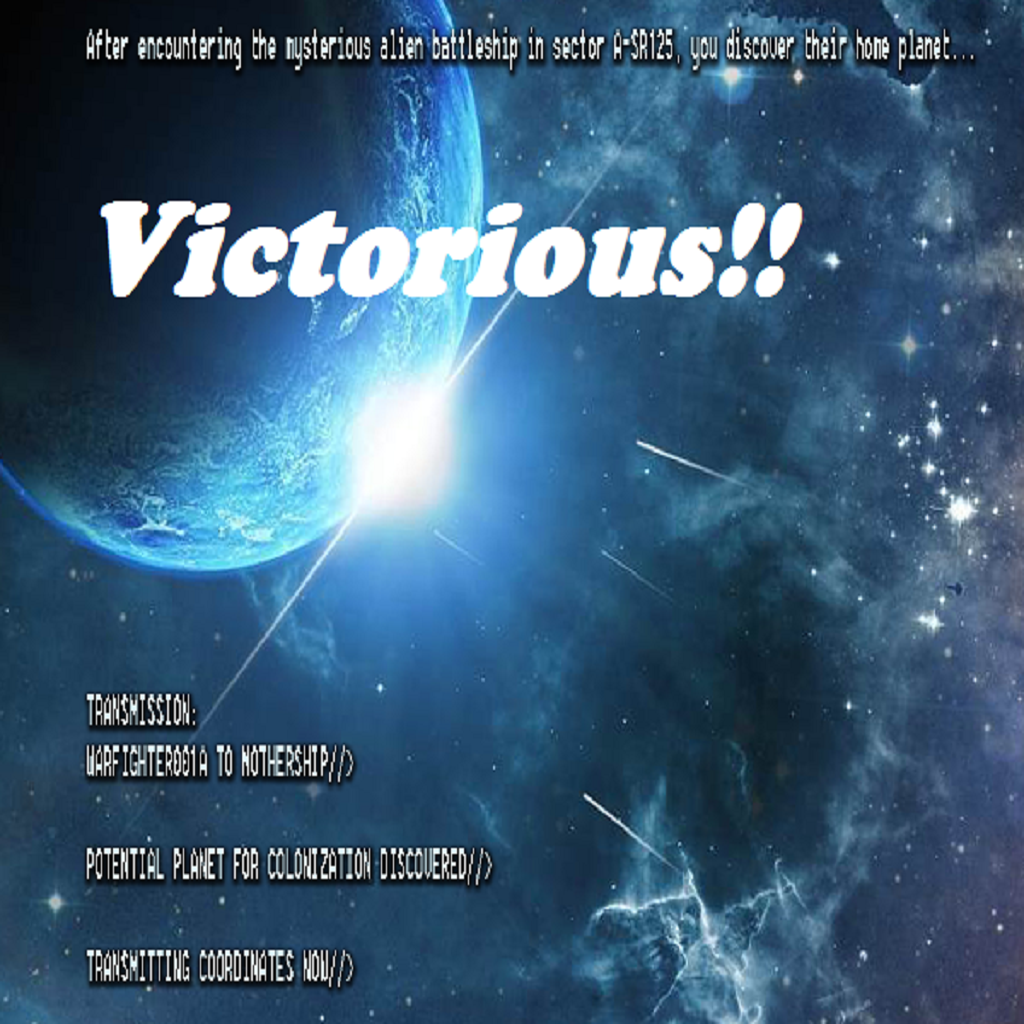 After encountering the mysterious alien battleship in sector A-SR125, you discover their home planet...
Victorious!!
TRANSMISSION:
WARFIGHTER001A TO MOTHERSHIP//>
POTENTIAL PLANET FOR COLONIZATION DISCOVERED//>
TRANSMITTING COORDINATES NOW//>